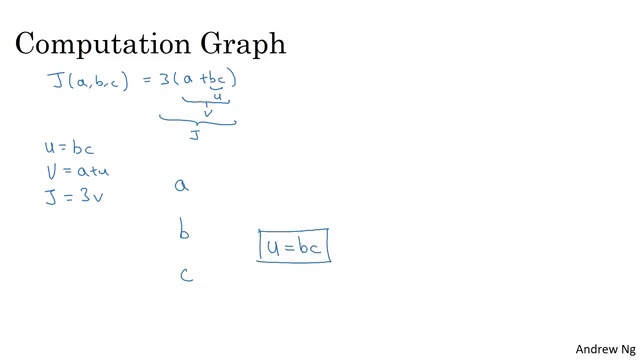 Computation Graph
J(a,b,c) = 3(a+bc)
u
v
J
u = bc
V = a+u
J = 3v
a
b
u = bc
c
Andrew Ng